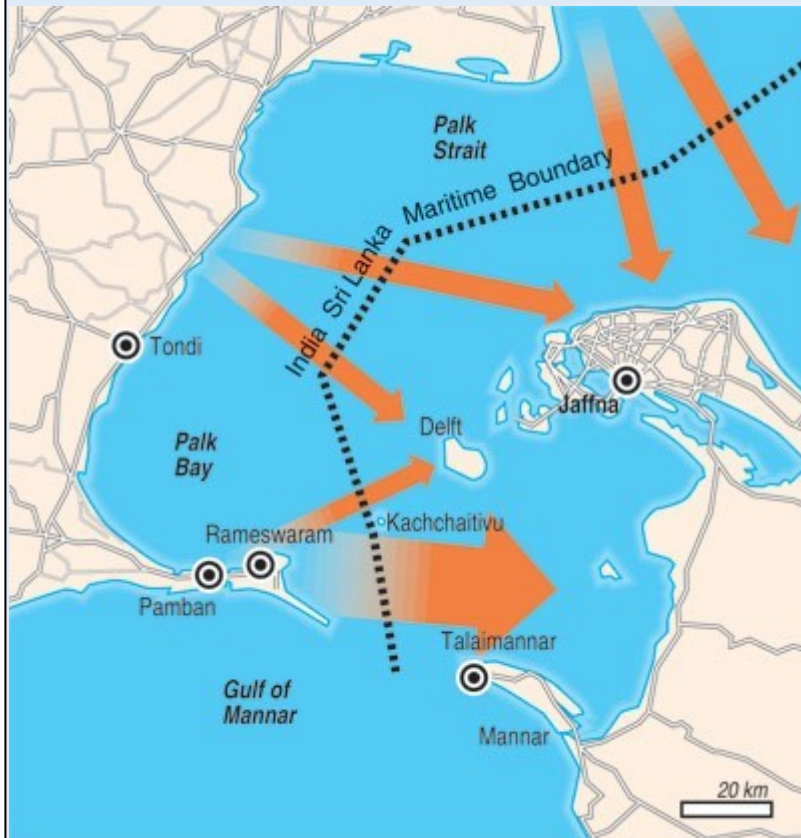 Palk
Strait
India Sri Lanka Maritime Boundary
Tondi
Jaffna
Delft
Palk
Bay
Kachchaitivu
Rameswaram
Pamban
Talaimannar
Gulf of
Mannar
Mannar
20 km